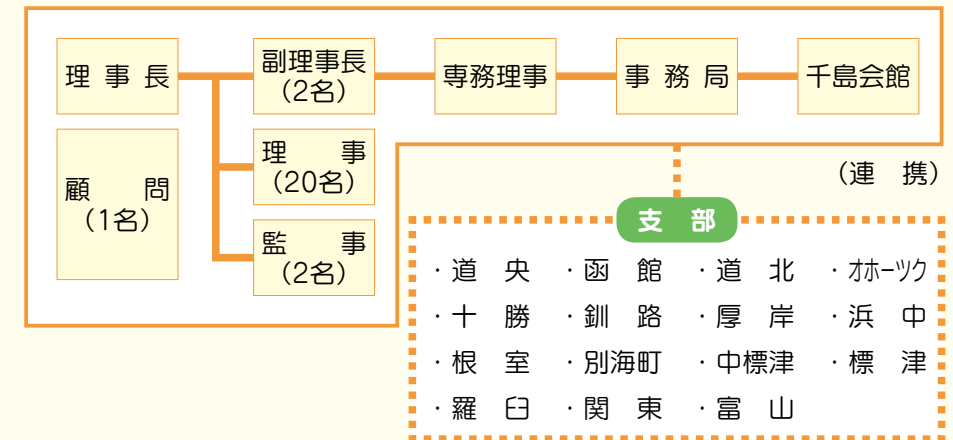 理事長
副理事長
(2名)
専務理事
事務局
千島会館
顧問
(1名)
理事
(20名)
監事
(2名)
(連携)
支部
・道央 ・函館 ・道北 ・オホーツク
・十勝 ・釧路 ・厚岸 ・浜中
・根室 ・別海町 ・中標津 ・標津
・羅臼 ・関東 ・富山